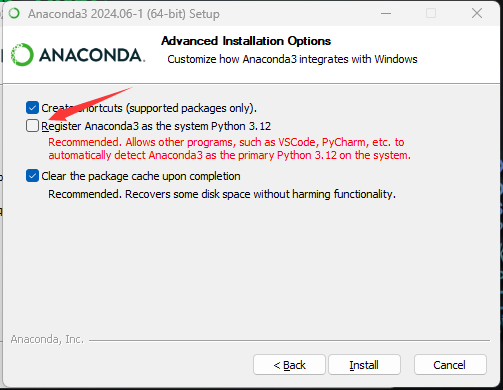 Anaconda3 2024.06-1 (64-bit) Setup
ANACONDA.
Advanced Installation Options
Customize how Anaconda3 integrates with Windows
Create shortcuts (supported packages only).
Register Anaconda3 as the system Python 3.12
Recommended. Allows other programs, such as VSCode, PyCharm, etc. to
automatically detect Anaconda3 as the primary Python 3.12 on the system.
Clear the package cache upon completion
Recommended. Recovers some disk space without harming functionality.
Anaconda, Inc.
< Back
Install
Cancel